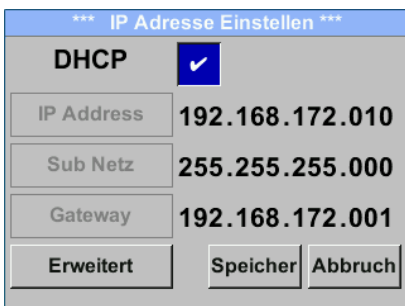 *** IP Adresse Einstellen ***
DHCP ✔
IP Address 192.168.172.010
Sub Netz 255.255.255.000
Gateway 192.168.172.001
Erweitert Speicher Abbruch